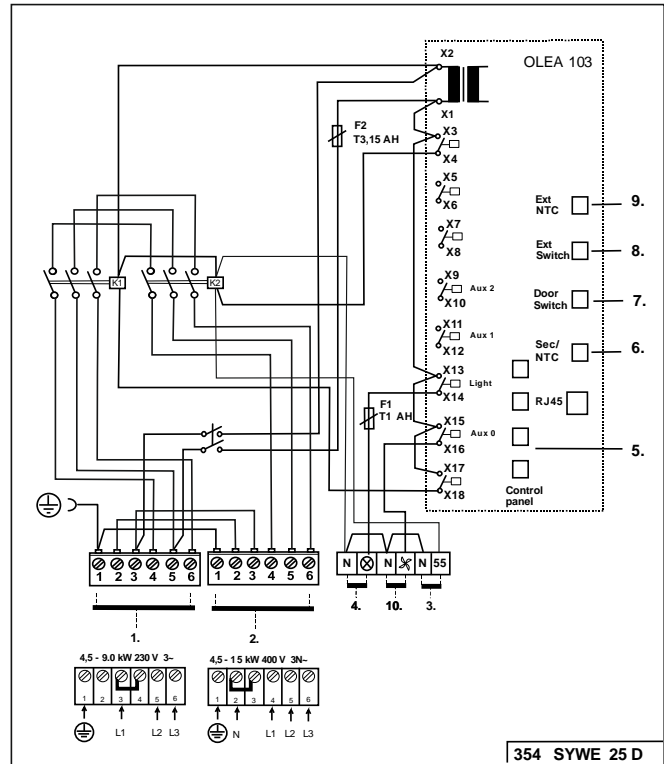 X2
OLEA 103
X1
F2
T3,15 AH
X3
X4
X5
X6
Ext
NTC
9.
X7
X8
Ext
Switch
8.
K1
K2
X9
X10
Aux 2
Door
Switch
7.
X11
X12
Aux 1
Sec/
NTC
6.
X13
X14
Light
F1
T1 AH
RJ45
X15
X16
Aux 0
5.
X17
X18
Control
panel
1 2 3 4 5 6
1 2 3 4 5 6
N N N 55
4. 10. 3.
1. 2.
4,5 - 9.0 kW 230 V 3~
4,5 - 15 kW 400 V 3N~
1 2 3 4 5 6
1 2 3 4 5 6
L1 L2 L3
N L1 L2 L3
354 SYWE 25 D